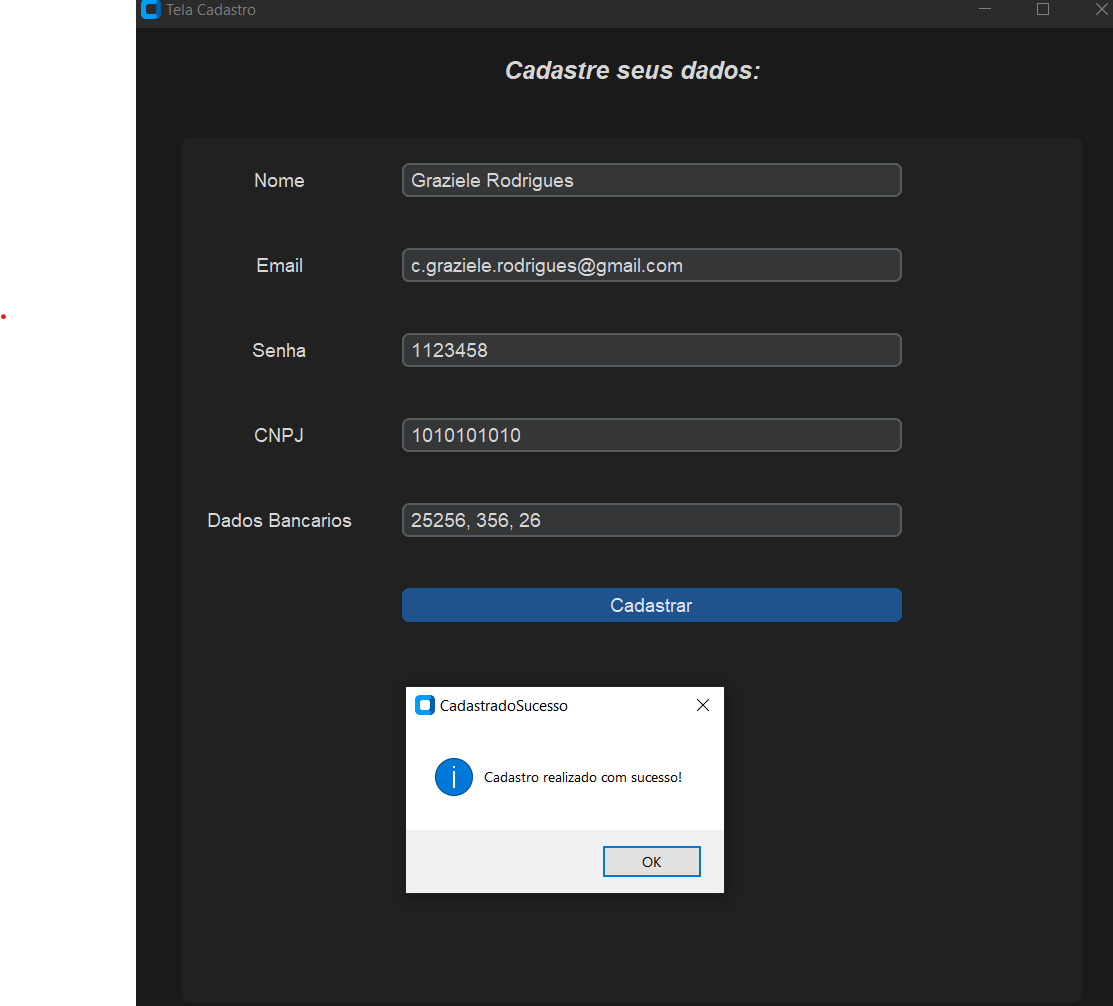 Tela Cadastro
Cadastre seus dados:
Nome Graziele Rodrigues
Email c.graziele.rodrigues@gmail.com
Senha 1123458
CNPJ 1010101010
Dados Bancarios 25256, 356, 26
Cadastrar
CadastradoSucesso
Cadastro realizado com sucesso!
OK